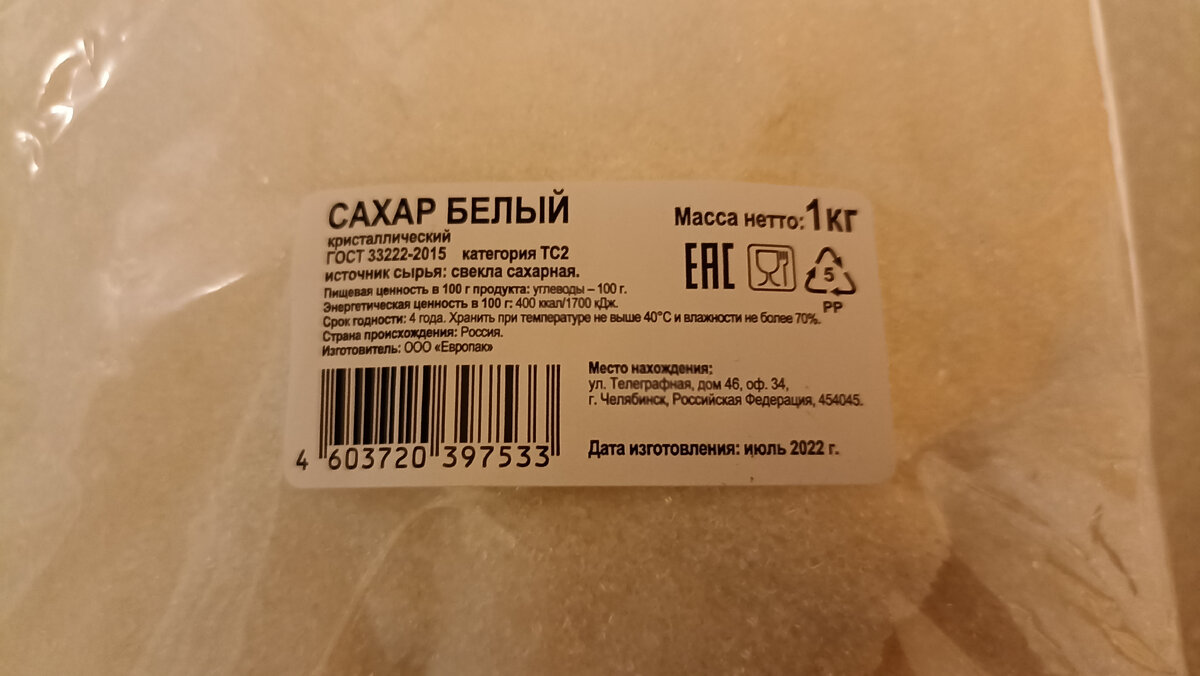 САХАР БЕЛЫЙ
кристаллический
ГОСТ 33222-2015 категория ТС2
источник сырья: свекла сахарная.
Пищевая ценность в 100 г продукта: углеводы – 100 г.
Энергетическая ценность в 100 г: 400 ккал/1700 кДж.
Срок годности: 4 года. Хранить при температуре не выше 40°С и влажности не более 70%.
Страна происхождения: Россия.
Изготовитель: ООО «Европак»
Масса нетто: 1 кг
ЕАС
5
PP
4 603720 397533
Место нахождения:
ул. Телеграфная, дом 46, оф. 34,
г. Челябинск, Российская Федерация, 454045.
Дата изготовления: июль 2022 г.